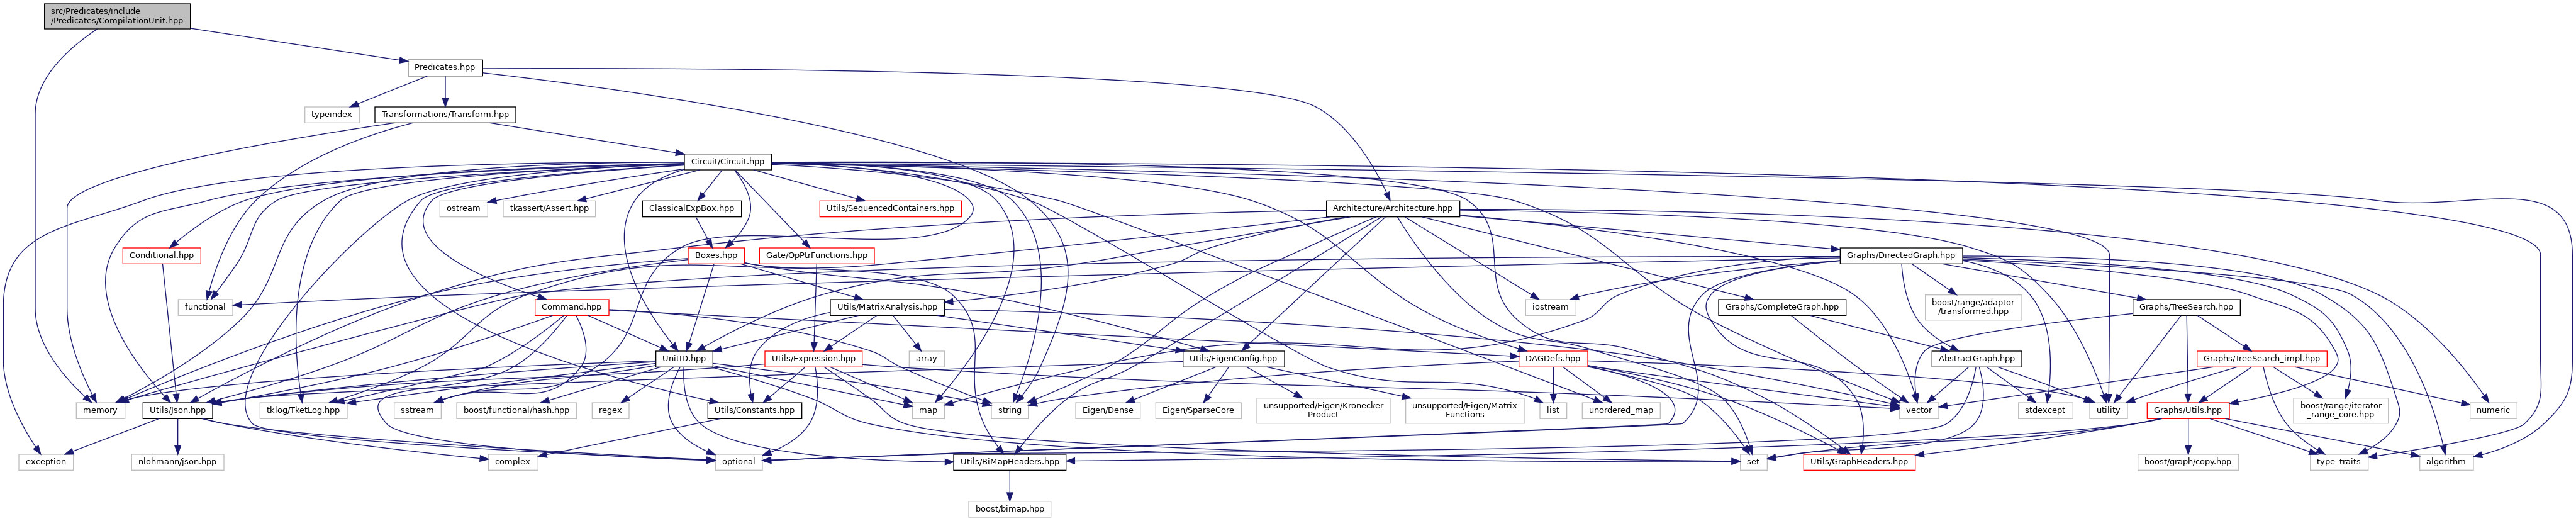 src/Predicates/include
/Predicates/CompilationUnit.hpp
Predicates.hpp
typeindex
Transformations/Transform.hpp
Circuit/Circuit.hpp
ostream
tkassert/Assert.hpp
ClassicalExpBox.hpp
Utils/SequencedContainers.hpp
Architecture/Architecture.hpp
Conditional.hpp
Boxes.hpp
Gate/OpPtrFunctions.hpp
Graphs/DirectedGraph.hpp
functional
Command.hpp
Utils/MatrixAnalysis.hpp
iostream
Graphs/CompleteGraph.hpp
boost/range/adaptor
/transformed.hpp
Graphs/TreeSearch.hpp
UnitID.hpp
Utils/Expression.hpp
array
Utils/EigenConfig.hpp
DAGDefs.hpp
AbstractGraph.hpp
Graphs/TreeSearch_impl.hpp
memory
Utils/Json.hpp
tklog/TketLog.hpp
sstream
boost/functional/hash.hpp
regex
Utils/Constants.hpp
map
string
Eigen/Dense
Eigen/SparseCore
unsupported/Eigen/Kronecker
Product
unsupported/Eigen/Matrix
Functions
list
unordered_map
vector
stdexcept
utility
Graphs/Utils.hpp
boost/range/iterator
_range_core.hpp
numeric
exception
nlohmann/json.hpp
complex
optional
Utils/BiMapHeaders.hpp
set
Utils/GraphHeaders.hpp
boost/graph/copy.hpp
type_traits
algorithm
boost/bimap.hpp